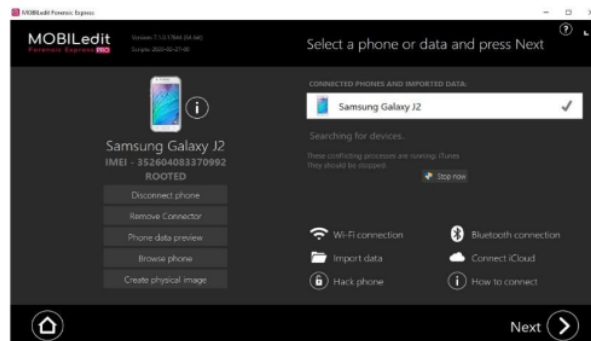 MOBILedit Forensic Express
MOBILedit
Forensic Express PRO
Select a phone or data and press Next
CONNECTED PHONES AND IMPORTED DATA:
Samsung Galaxy J2
Searching for devices.
These conflicting processes are running: iTunes
They should be stopped.
Stop now
Samsung Galaxy J2
IMEI - 352604083370992
ROOTED
Disconnect phone
Remove Connector
Phone data preview
Browse phone
Create physical image
Wi-Fi connection
Bluetooth connection
Import data
Connect iCloud
Hack phone
How to connect
Next